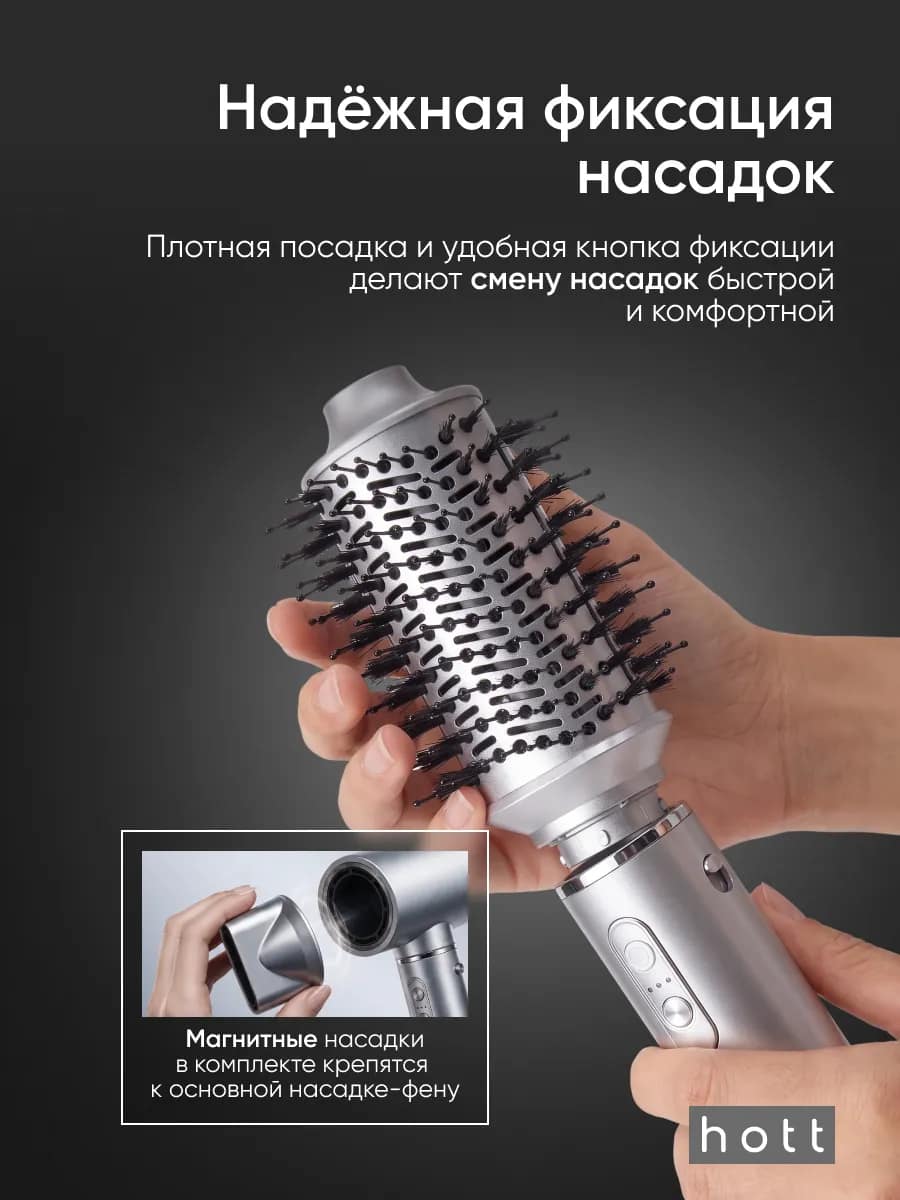 Надёжная фиксация
насадок
Плотная посадка и удобная кнопка фиксации
делают смену насадок быстрой
и комфортной
Магнитные насадки
в комплекте крепятся
к основной насадке-фену
hott